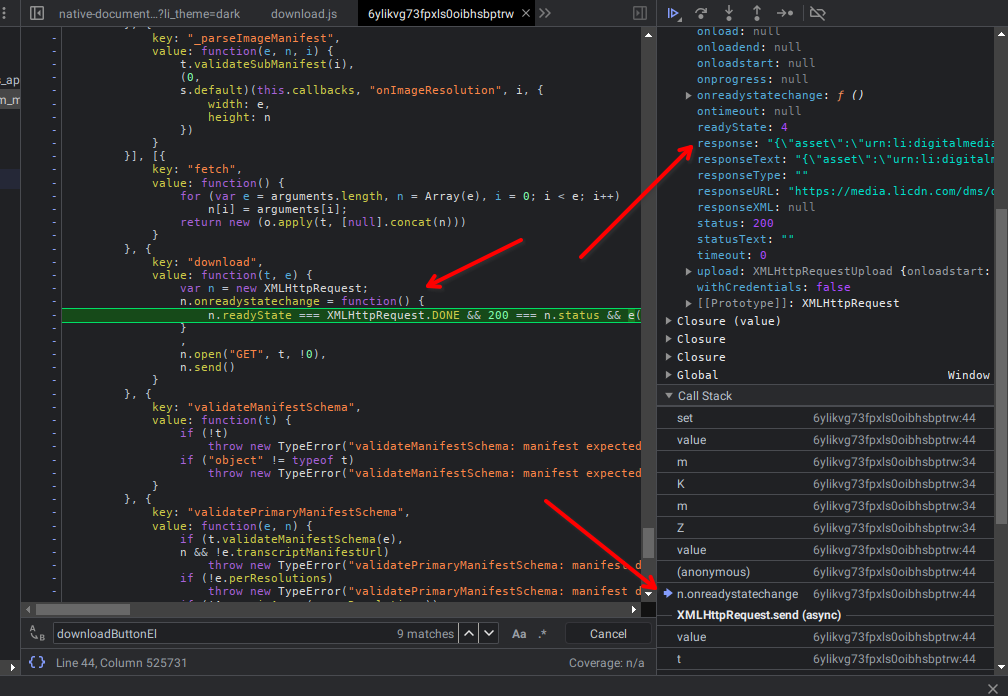 native-document...?li_theme=dark
download.js
6ylikvg73fpxls0oibhsbptrw
s_ap
m_m
key: "_parseImageManifest",
value: function(e, n, i) {
t.validateSubManifest(i),
(0,
s.default)(this.callbacks, "onImageResolution", i, {
width: e,
height: n
})
}
}], [{
key: "fetch",
value: function() {
for (var e = arguments.length, n = Array(e), i = 0; i < e; i++)
n[i] = arguments[i];
return new (o.apply(t, [null].concat(n)))
}
}, {
key: "download",
value: function(t, e) {
var n = new XMLHttpRequest;
n.onreadystatechange = function() {
n.readyState === XMLHttpRequest.DONE && 200 === n.status && e(
}
,
n.open("GET", t, !0),
n.send()
}
}, {
key: "validateManifestSchema",
value: function(t) {
if (!t)
throw new TypeError("validateManifestSchema: manifest expected
if ("object" != typeof t)
throw new TypeError("validateManifestSchema: manifest expected
}
}, {
key: "validatePrimaryManifestSchema",
value: function(e, n) {
if (t.validateManifestSchema(e),
n && !e.transcriptManifestUrl)
throw new TypeError("validatePrimaryManifestSchema: manifest d
if (!e.perResolutions)
throw new TypeError("validatePrimaryManifestSchema: manifest d
A
B
downloadButtonEl
9 matches
Aa
.*
Cancel
{} Line 44, Column 525731
Coverage: n/a
onload: null
onloadend: null
onloadstart: null
onprogress: null
onreadystatechange: ƒ ()
ontimeout: null
readyState: 4
response: "{\"asset\":\"urn:li:digitalmedia
responseText: "{\"asset\":\"urn:li:digitalm
responseType: ""
responseURL: "https://media.licdn.com/dms/
responseXML: null
status: 200
statusText: ""
timeout: 0
upload: XMLHttpRequestUpload {onloadstart:
withCredentials: false
[[Prototype]]: XMLHttpRequest
Closure (value)
Closure
Closure
Global Window
Call Stack
set 6ylikvg73fpxls0oibhsbptrw:44
value 6ylikvg73fpxls0oibhsbptrw:44
m 6ylikvg73fpxls0oibhsbptrw:34
K 6ylikvg73fpxls0oibhsbptrw:34
m 6ylikvg73fpxls0oibhsbptrw:34
Z 6ylikvg73fpxls0oibhsbptrw:44
value 6ylikvg73fpxls0oibhsbptrw:44
(anonymous) 6ylikvg73fpxls0oibhsbptrw:44
n.onreadystatechange 6ylikvg73fpxls0oibhsbptrw:44
XMLHttpRequest.send (async)
value 6ylikvg73fpxls0oibhsbptrw:44
t 6ylikvg73fpxls0oibhsbptrw:44